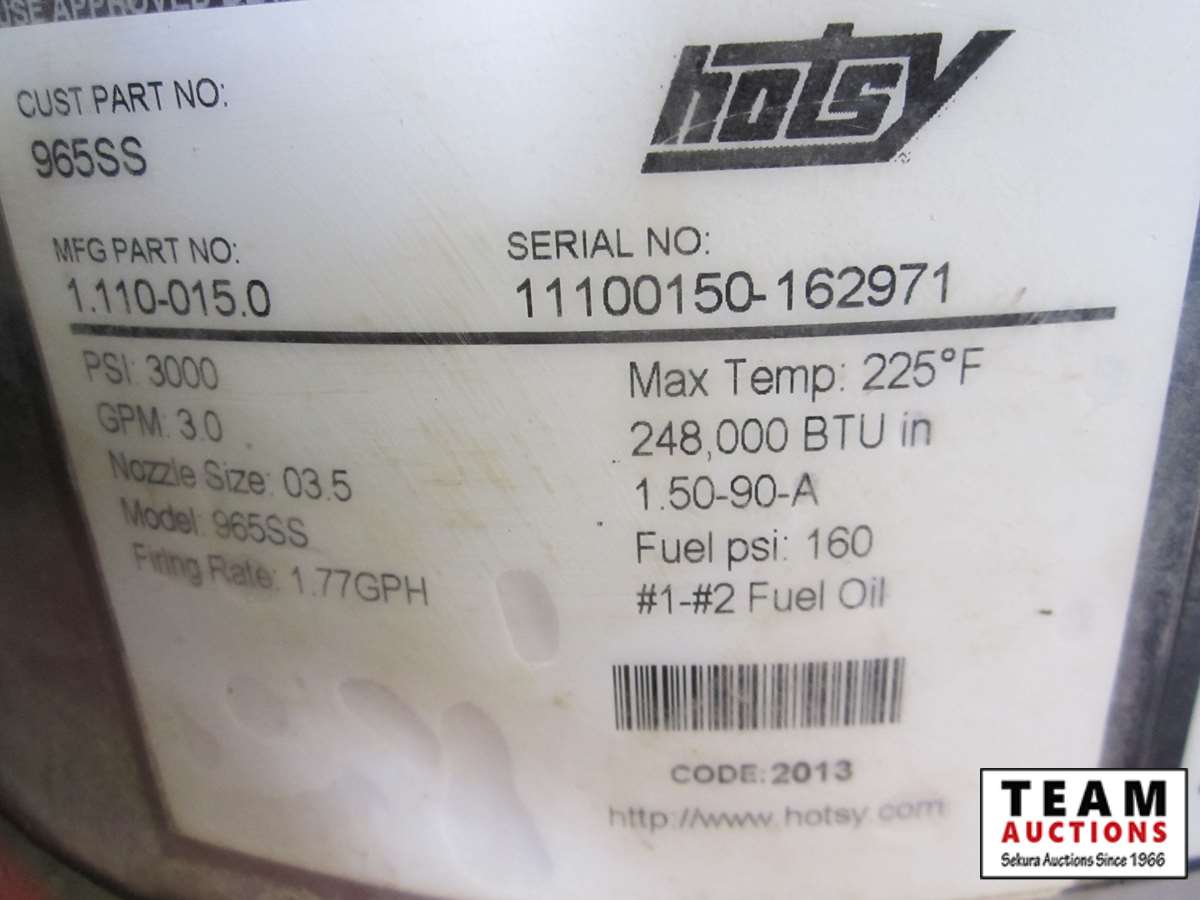 USE APPROVED
hotsy
CUST PART NO:
965SS
MFG PART NO:
1.110-015.0
SERIAL NO:
11100150-162971
PSI: 3000
GPM: 3.0
Nozzle Size: 03.5
Model: 965SS
Firing Rate: 1.77GPH
Max Temp: 225°F
248,000 BTU in
1.50-90-A
Fuel psi: 160
#1-#2 Fuel Oil
CODE: 2013
http://www.hotsy.com
TEAM
AUCTIONS
Sekura Auctions Since 1966